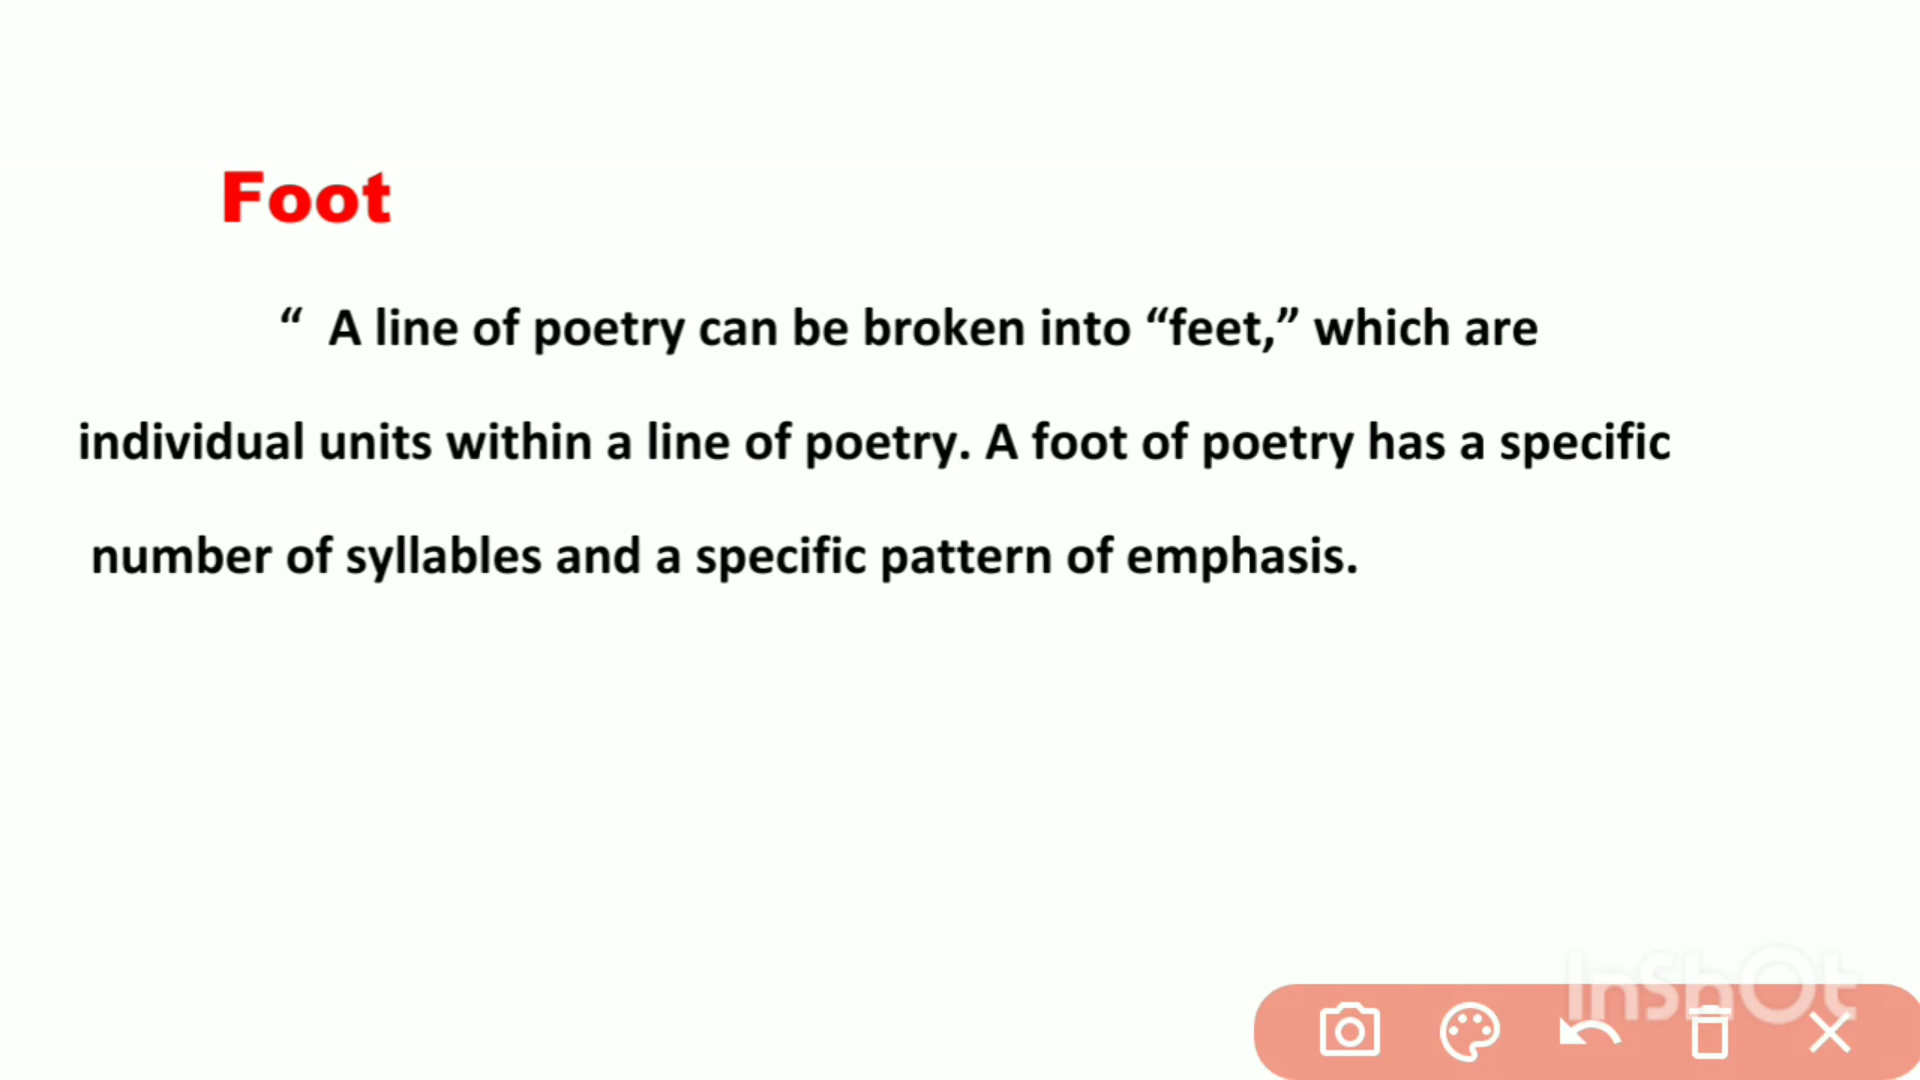 Foot
“ A line of poetry can be broken into “feet,” which are
individual units within a line of poetry. A foot of poetry has a specific
number of syllables and a specific pattern of emphasis.
InShOt